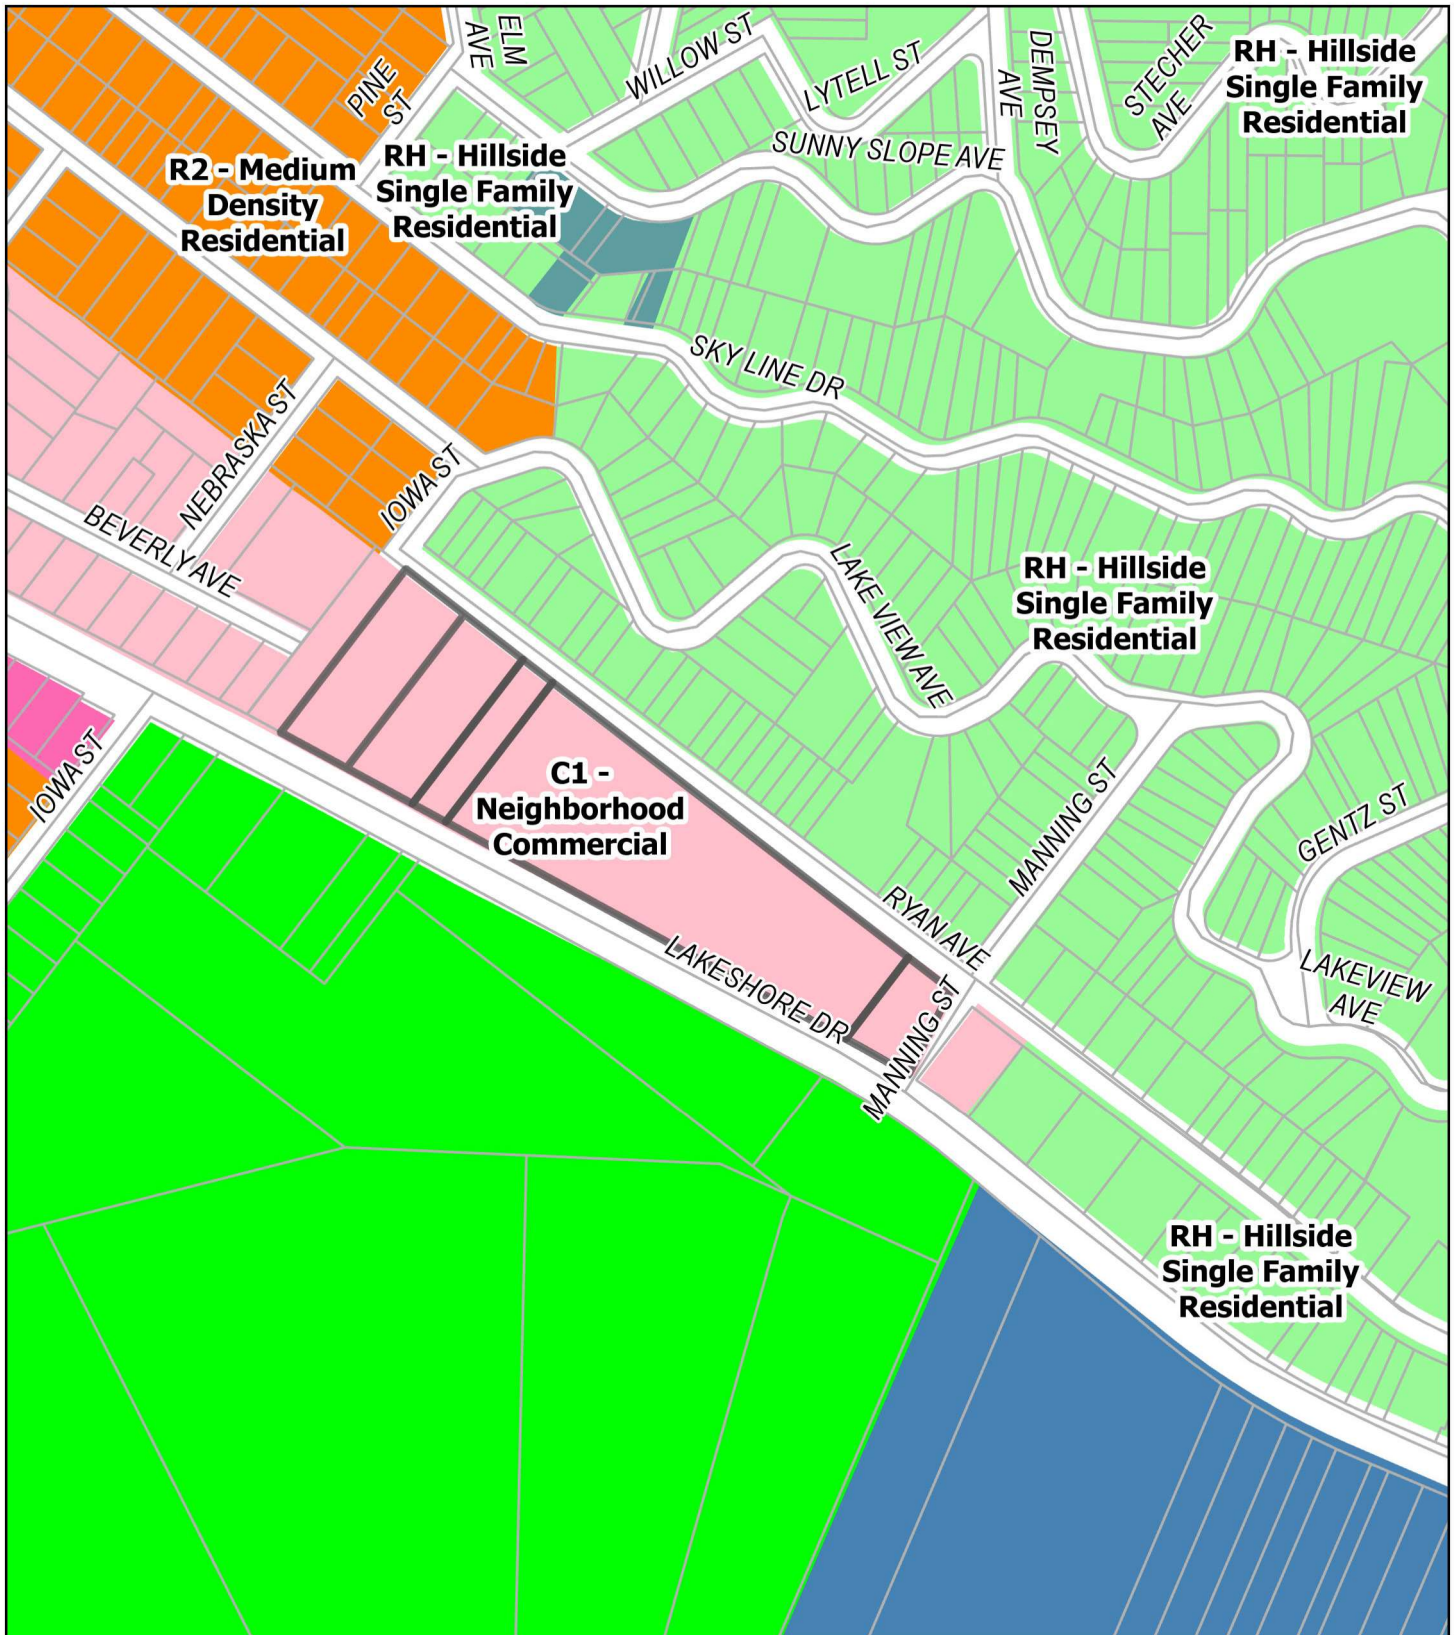 ELM
AVE
WILLOW ST
LYTELL ST
DEMPSEY
AVE
STECHER
AVE
RH - Hillside
Single Family
Residential
PINE
ST
SUNNY SLOPE AVE
R2 - Medium
Density
Residential
RH - Hillside
Single Family
Residential
SKY LINE DR
NEBRASKA ST
IOWA ST
BEVERLY AVE
LAKE VIEW AVE
RH - Hillside
Single Family
Residential
IOWA ST
C1 -
Neighborhood
Commercial
MANNING ST
GENTZ ST
RYAN AVE
LAKESHORE DR
MANNING ST
LAKEVIEW
AVE
RH - Hillside
Single Family
Residential